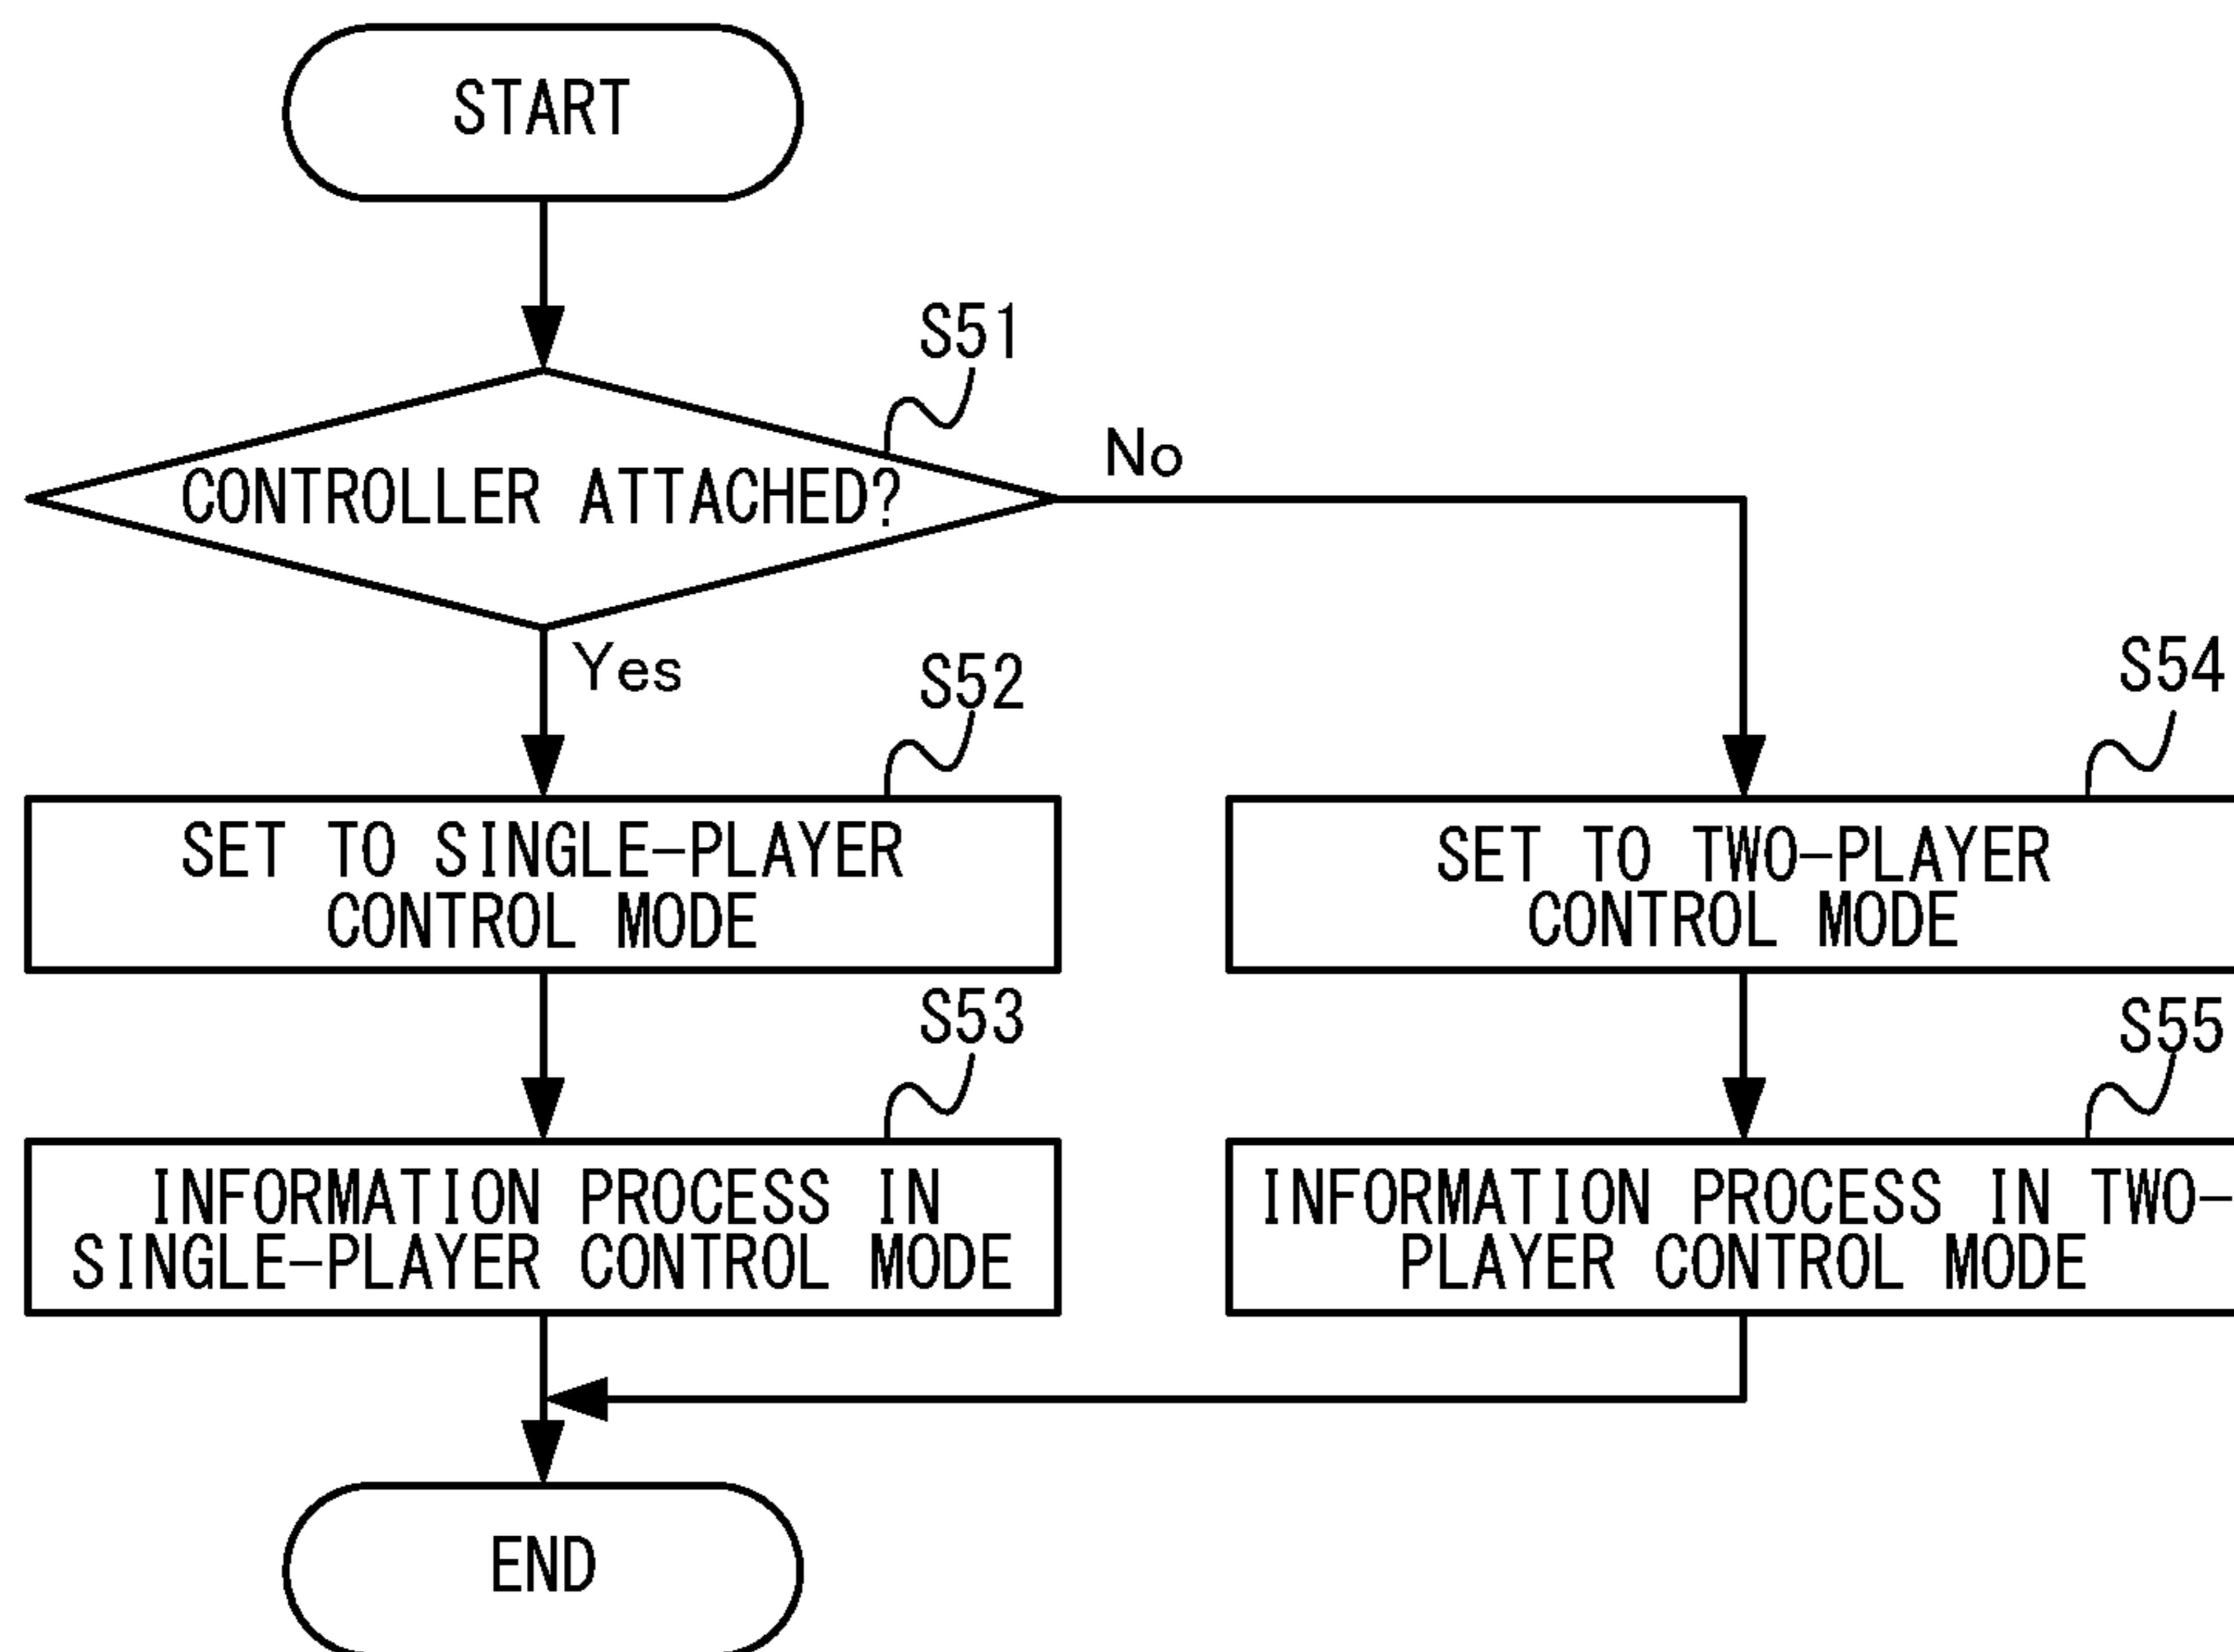 START
S51
CONTROLLER ATTACHED?
No
Yes
S52
SET TO SINGLE-PLAYER
CONTROL MODE
S53
INFORMATION PROCESS IN
SINGLE-PLAYER CONTROL MODE
S54
SET TO TWO-PLAYER
CONTROL MODE
S55
INFORMATION PROCESS IN TWO-
PLAYER CONTROL MODE
END